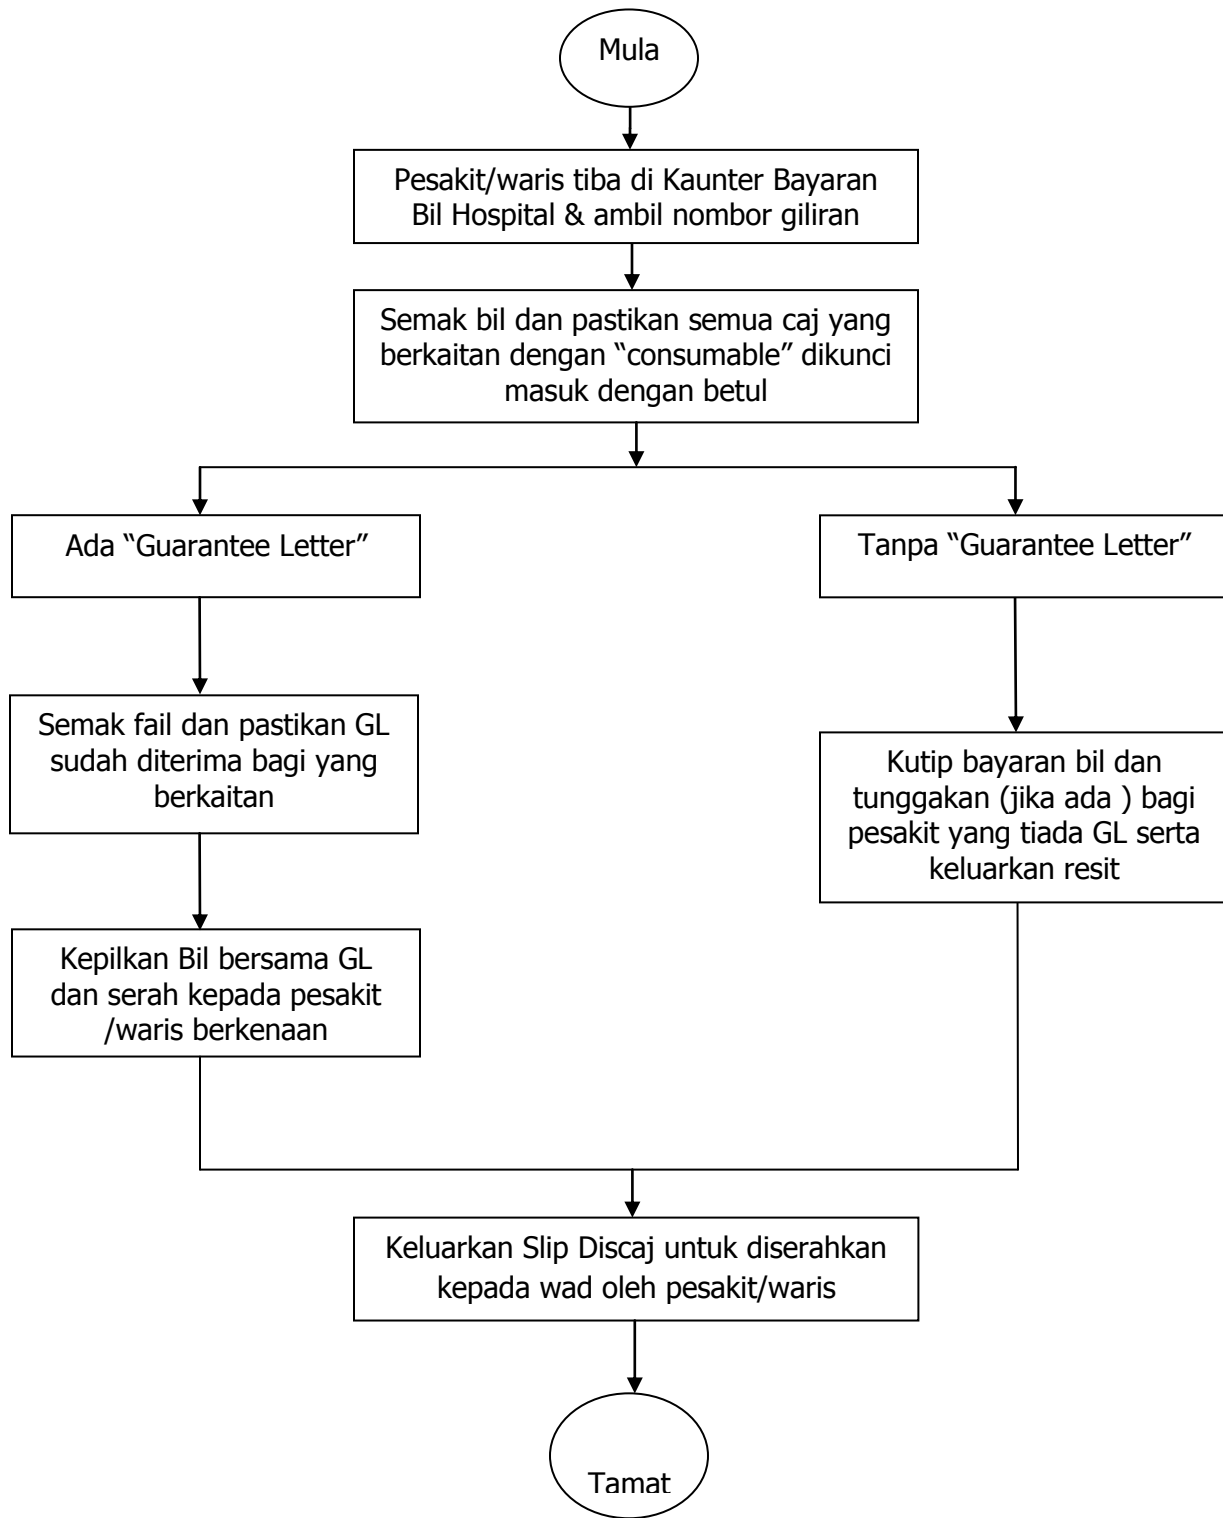 Mula
Pesakit/waris tiba di Kaunter Bayaran
Bil Hospital & ambil nombor giliran
Semak bil dan pastikan semua caj yang
berkaitan dengan “consumable” dikunci
masuk dengan betul
Ada “Guarantee Letter”
Tanpa “Guarantee Letter”
Semak fail dan pastikan GL
sudah diterima bagi yang
berkaitan
Kutip bayaran bil dan
tunggakan (jika ada ) bagi
pesakit yang tiada GL serta
keluarkan resit
Kepilkan Bil bersama GL
dan serah kepada pesakit
/waris berkenaan
Keluarkan Slip Discaj untuk diserahkan
kepada wad oleh pesakit/waris
Tamat